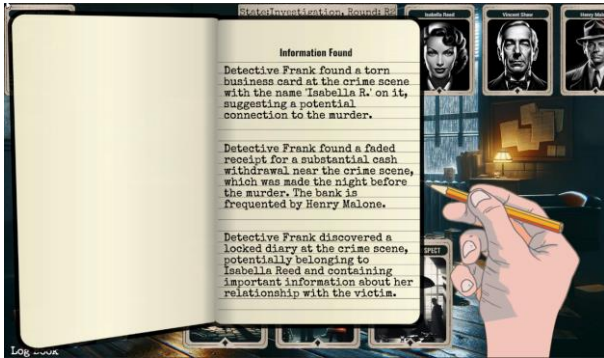 State:Investigation, Round:
Isabella Reed
Vincent Shaw
Henry
Information Found
Detective Frank found a torn
business card at the crime scene
with the name 'Isabella R.' on it,
suggesting a potential
connection to the murder.
Detective Frank found a faded
receipt for a substantial cash
withdrawal near the crime scene,
which was made the night before
the murder. The bank is
frequented by Henry Malone.
Detective Frank discovered a
locked diary at the crime scene,
potentially belonging to
Isabella Reed and containing
important information about her
relationship with the victim.
SPECT
Log Book